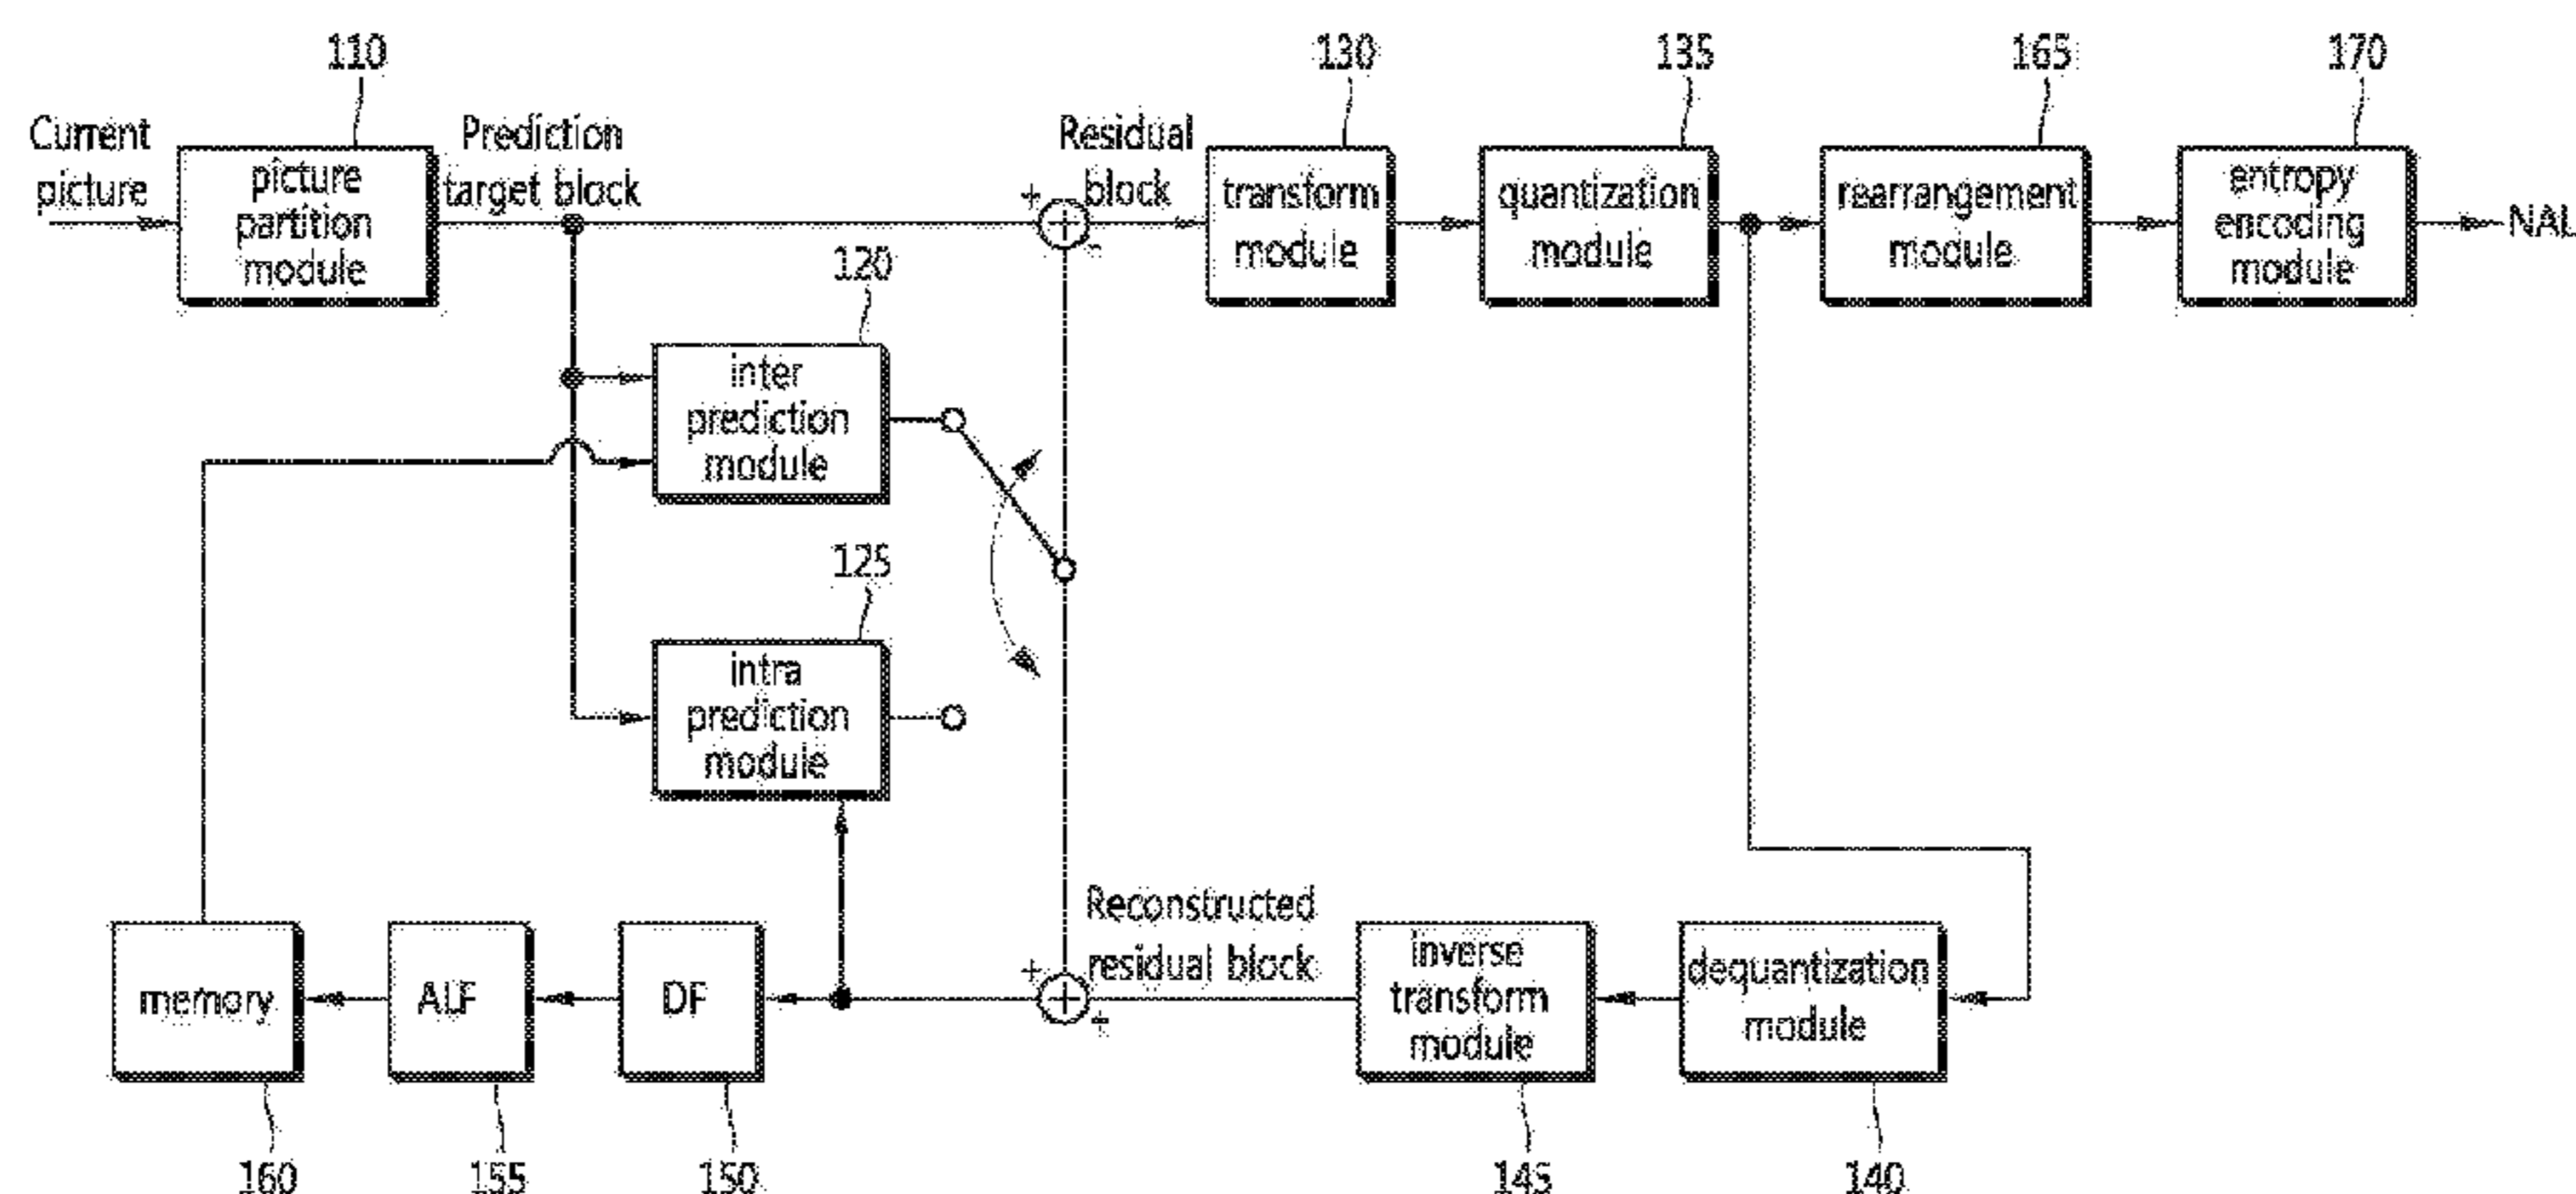 110
130
135
165
170
Current
picture
picture
partition
module
Prediction
target block
Residual
block
transform
module
quantization
module
rearrangement
module
entropy
encoding
module
NAL
+
-
120
inter
prediction
module
125
intra
prediction
module
memory
ALF
DF
+
+
Reconstructed
residual block
inverse
transform
module
dequantization
module
160
155
150
145
140